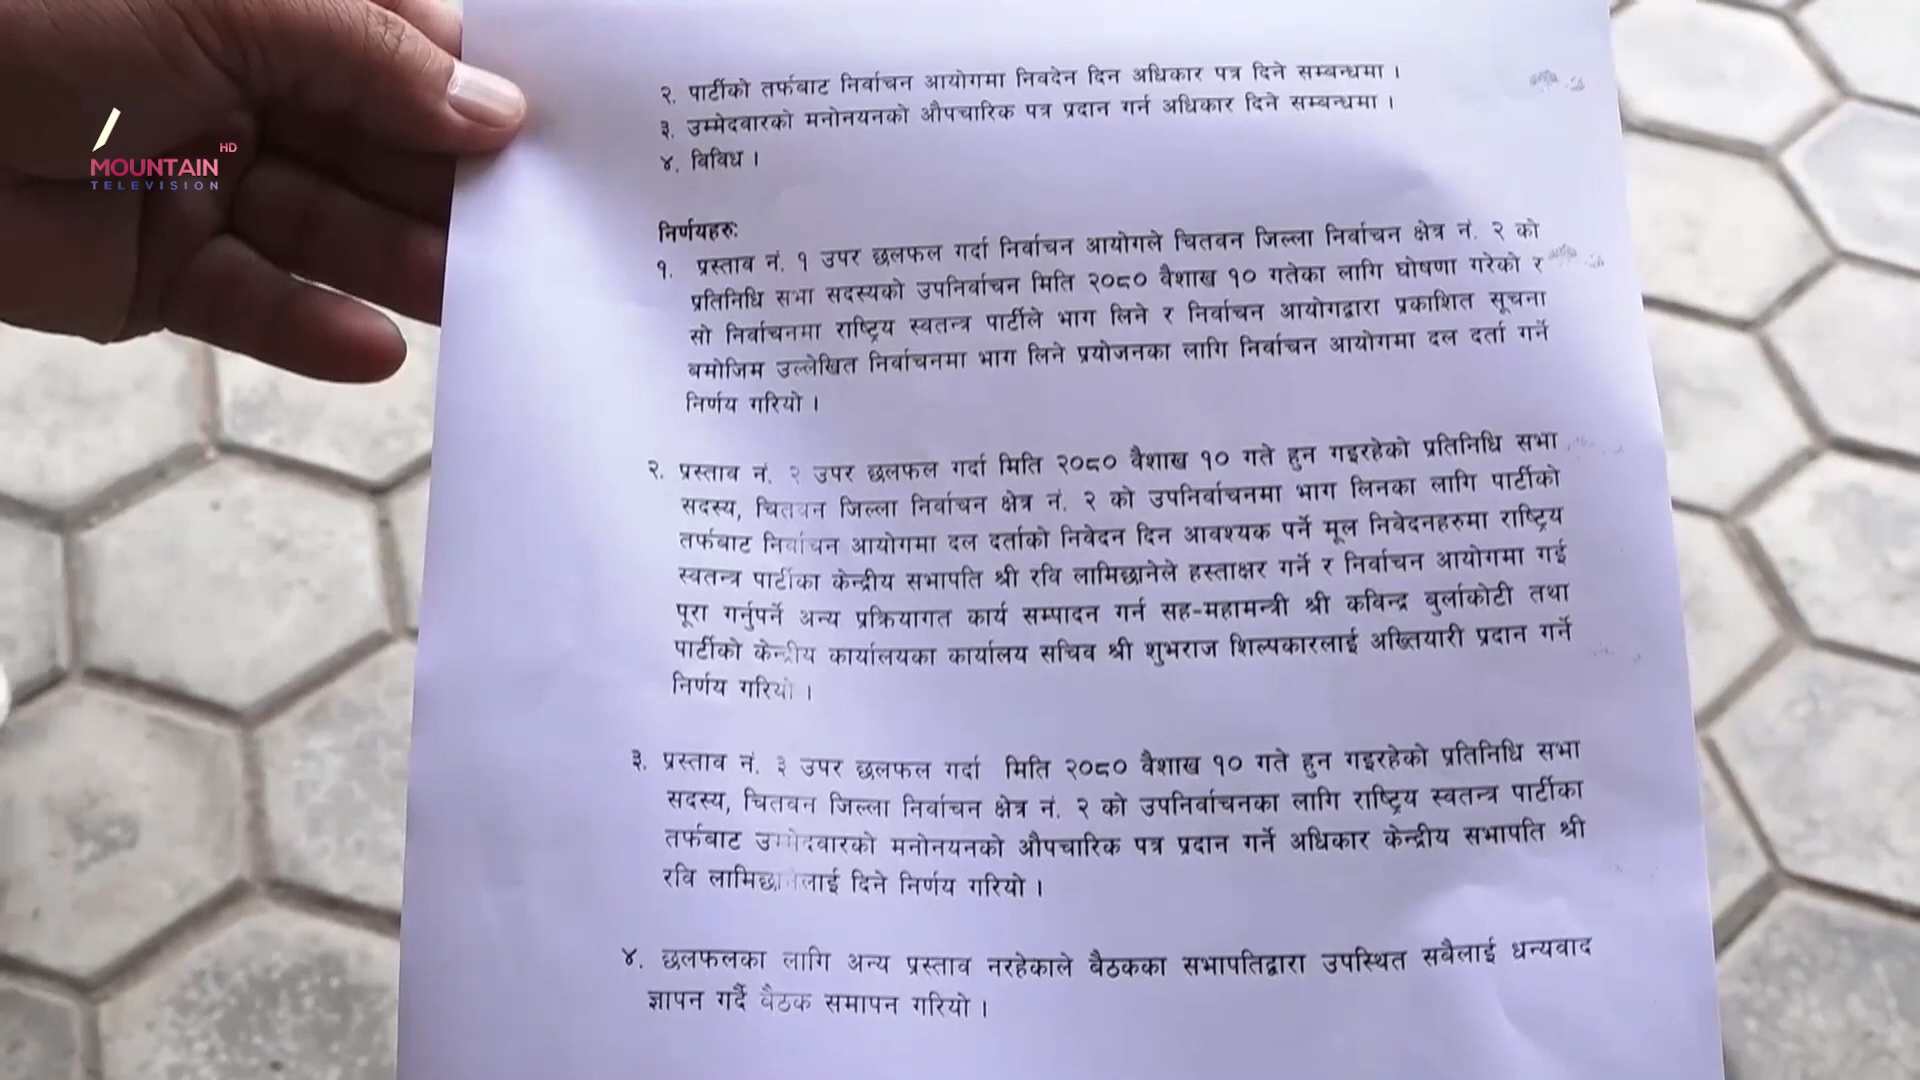 MOUNTAIN HD
TELEVISION
२. पार्टीको तर्फबाट निर्वाचन आयोगमा निवदेन दिन अधिकार पत्र दिने सम्बन्धमा ।
३. उम्मेदवारको मनोनयनको औपचारिक पत्र प्रदान गर्न अधिकार दिने सम्बन्धमा ।
४. विविध ।
निर्णयहरु:
१. प्रस्ताव नं. १ उपर छलफल गर्दा निर्वाचन आयोगले चितवन जिल्ला निर्वाचन क्षेत्र नं. २ को
प्रतिनिधि सभा सदस्यको उपनिर्वाचन मिति २०८० वैशाख १० गतेका लागि घोषणा गरेको र
सो निर्वाचनमा राष्ट्रिय स्वतन्त्र पार्टीले भाग लिने र निर्वाचन आयोगद्वारा प्रकाशित सूचना
बमोजिम उल्लेखित निर्वाचनमा भाग लिने प्रयोजनका लागि निर्वाचन आयोगमा दल दर्ता गर्ने
निर्णय गरियो ।
२. प्रस्ताव नं. २ उपर छलफल गर्दा मिति २०८० वैशाख १० गते हुन गइरहेको प्रतिनिधि सभा
सदस्य, चितवन जिल्ला निर्वाचन क्षेत्र नं. २ को उपनिर्वाचनमा भाग लिनका लागि पार्टीको
तर्फबाट निर्वाचन आयोगमा दल दर्ताको निवेदन दिन आवश्यक पर्ने मूल निवेदनहरुमा राष्ट्रिय
स्वतन्त्र पार्टीका केन्द्रीय सभापति श्री रवि लामिछानेले हस्ताक्षर गर्ने र निर्वाचन आयोगमा गई
पूरा गर्नुपर्ने अन्य प्रक्रियागत कार्य सम्पादन गर्न सह-महामन्त्री श्री कविन्द्र बुर्लाकोटी तथा
पार्टीको केन्द्रीय कार्यालयका कार्यालय सचिव श्री शुभराज शिल्पकारलाई अख्तियारी प्रदान गर्ने
निर्णय गरियो ।
३. प्रस्ताव नं. ३ उपर छलफल गर्दा मिति २०८० वैशाख १० गते हुन गइरहेको प्रतिनिधि सभा
सदस्य, चितवन जिल्ला निर्वाचन क्षेत्र नं. २ को उपनिर्वाचनका लागि राष्ट्रिय स्वतन्त्र पार्टीका
तर्फबाट उम्मेदवारको मनोनयनको औपचारिक पत्र प्रदान गर्ने अधिकार केन्द्रीय सभापति श्री
रवि लामिछानेलाई दिने निर्णय गरियो ।
४. छलफलका लागि अन्य प्रस्ताव नरहेकाले बैठकका सभापतिद्वारा उपस्थित सबैलाई धन्यवाद
ज्ञापन गर्दै बैठक समापन गरियो ।